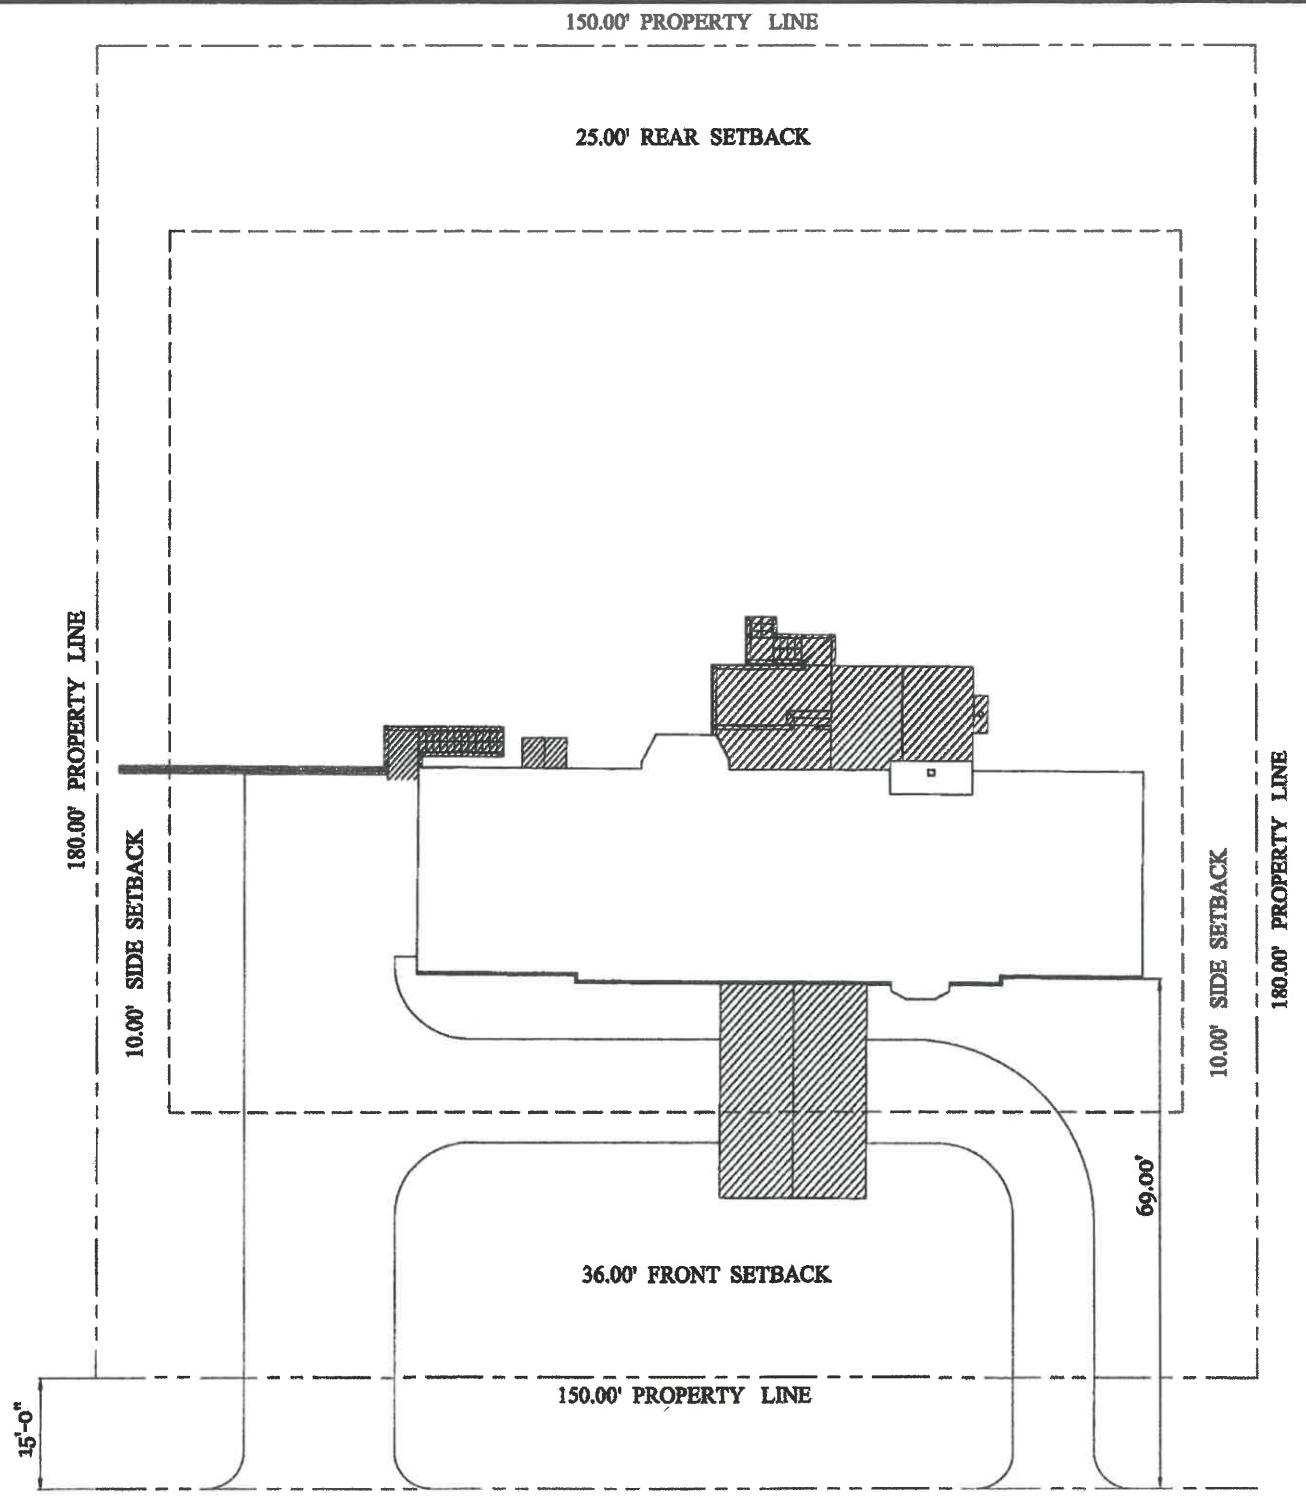 150.00' PROPERTY LINE
25.00' REAR SETBACK
180.00' PROPERTY LINE
10.00' SIDE SETBACK
10.00' SIDE SETBACK
180.00' PROPERTY LINE
69.00'
36.00' FRONT SETBACK
150.00' PROPERTY LINE
15'-0"